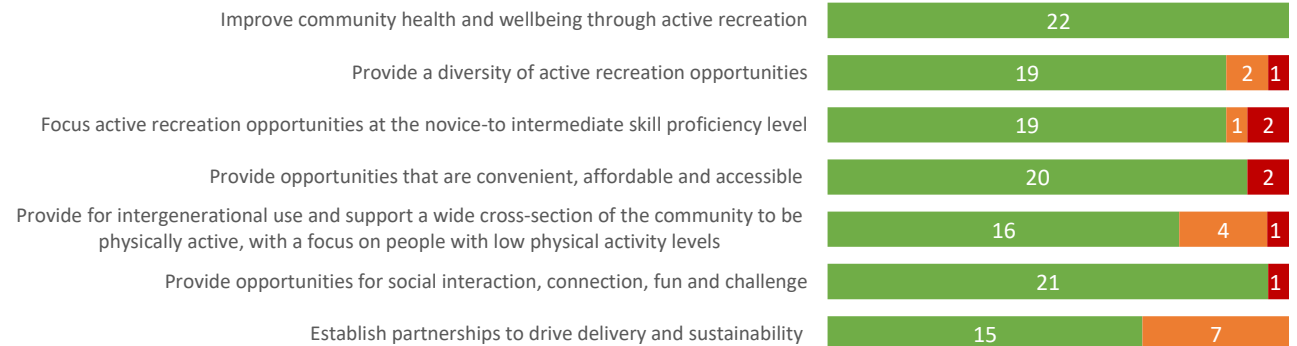 Improve community health and wellbeing through active recreation 22
Provide a diversity of active recreation opportunities 19 2 1
Focus active recreation opportunities at the novice-to intermediate skill proficiency level 19 1 2
Provide opportunities that are convenient, affordable and accessible 20 2
Provide for intergenerational use and support a wide cross-section of the community to be
physically active, with a focus on people with low physical activity levels 16 4 1
Provide opportunities for social interaction, connection, fun and challenge 21 1
Establish partnerships to drive delivery and sustainability 15 7